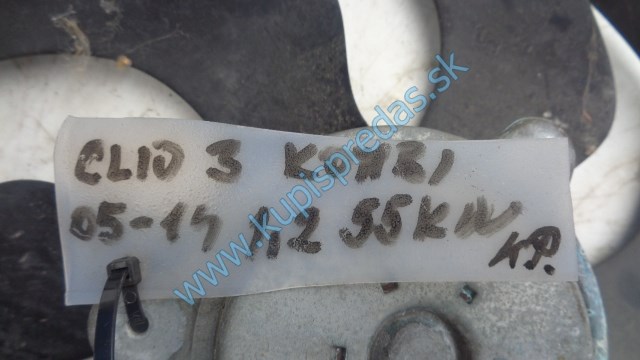 CLIO 3 KOMBI
05-14 1,2 55KW
KP.
www.kupispredas.sk